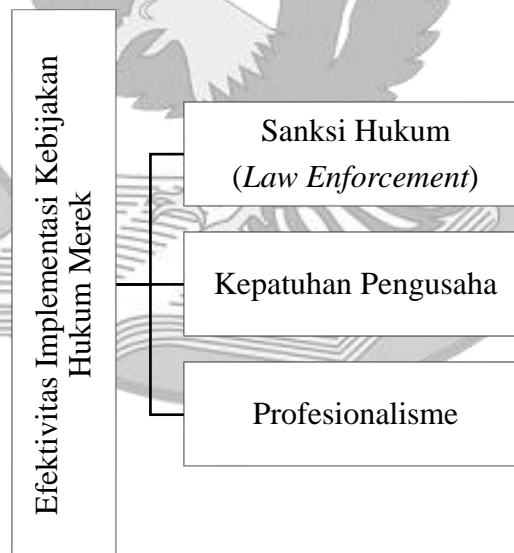 Efektivitas Implementasi Kebijakan
Hukum Merek
Sanksi Hukum
(Law Enforcement)
Kepatuhan Pengusaha
Profesionalisme